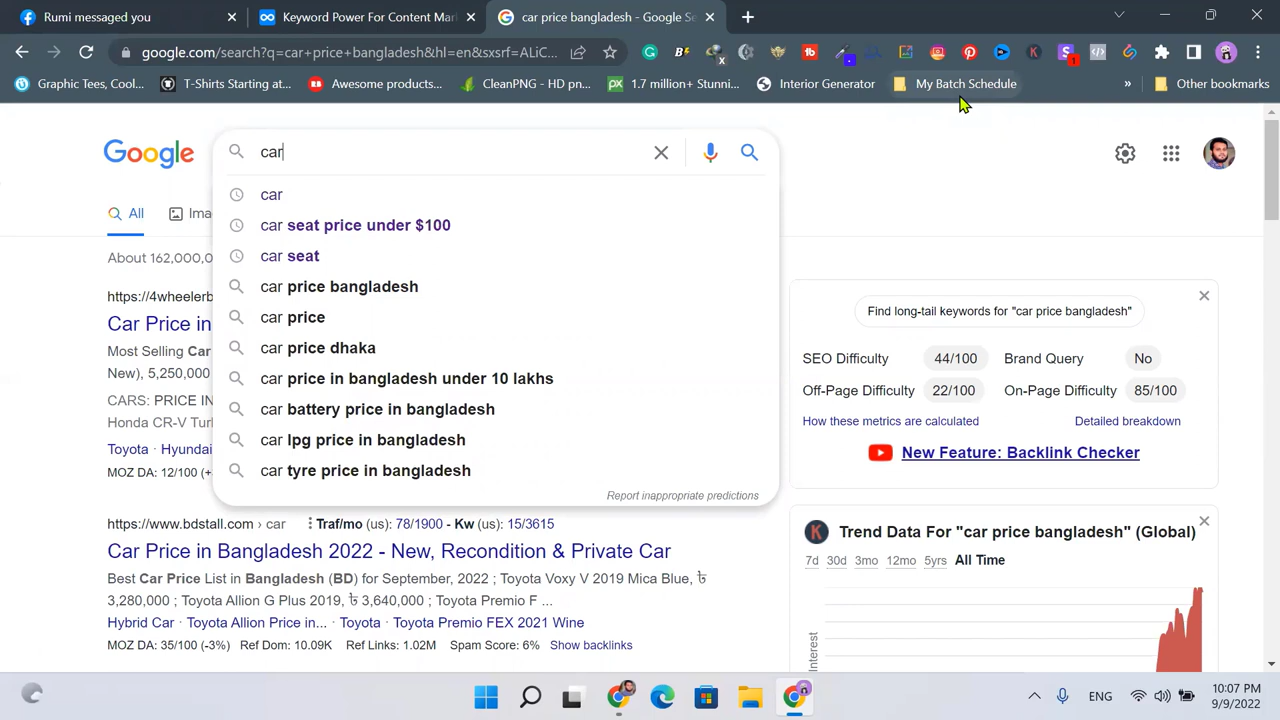 Rumi messaged you
Keyword Power For Content Mar
car price bangladesh - Google Se
google.com/search?q=car+price+bangladesh&hl=en&sxsrf=ALiC...
1
x
Graphic Tees, Cool...
T-Shirts Starting at...
Awesome products...
CleanPNG - HD pn...
1.7 million+ Stunni...
Interior Generator
My Batch Schedule
»
Other bookmarks
Google
car
car
car seat price under $100
car seat
car price bangladesh
car price
car price dhaka
car price in bangladesh under 10 lakhs
car battery price in bangladesh
car lpg price in bangladesh
car tyre price in bangladesh
Report inappropriate predictions
All
Ima
About 162,000,0
https://4wheelerb
Car Price in
Most Selling Car
New), 5,250,000
CARS: PRICE IN
Honda CR-V Tur
Toyota · Hyundai
MOZ DA: 12/100 (+
https://www.bdstall.com › car
Traf/mo (us): 78/1900 - Kw (us): 15/3615
Car Price in Bangladesh 2022 - New, Recondition & Private Car
Best Car Price List in Bangladesh (BD) for September, 2022 ; Toyota Voxy V 2019 Mica Blue, ৳
3,280,000 ; Toyota Allion G Plus 2019, ৳ 3,640,000 ; Toyota Premio F ...
Hybrid Car · Toyota Allion Price in... · Toyota · Toyota Premio FEX 2021 Wine
MOZ DA: 35/100 (-3%) Ref Dom: 10.09K Ref Links: 1.02M Spam Score: 6% Show backlinks
Find long-tail keywords for "car price bangladesh"
SEO Difficulty 44/100 Brand Query No
Off-Page Difficulty 22/100 On-Page Difficulty 85/100
How these metrics are calculated Detailed breakdown
New Feature: Backlink Checker
Trend Data For "car price bangladesh" (Global)
7d 30d 3mo 12mo 5yrs All Time
Interest
ENG
10:07 PM
9/9/2022